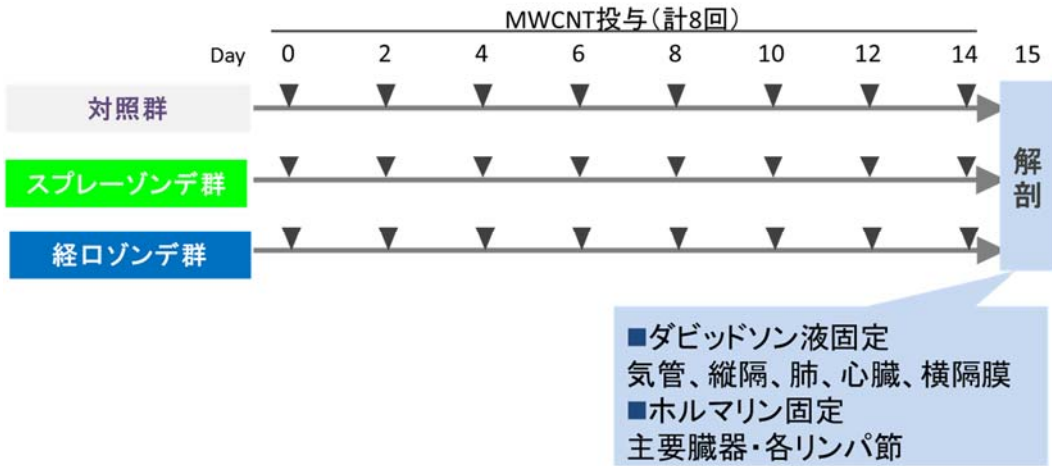 MWCNT投与（計8回）
Day 0 2 4 6 8 10 12 14 15
対照群
スプレーゾンデ群
経口ゾンデ群
解剖
■ダビッドソン液固定
気管、縦隔、肺、心臓、横隔膜
■ホルマリン固定
主要臓器・各リンパ節